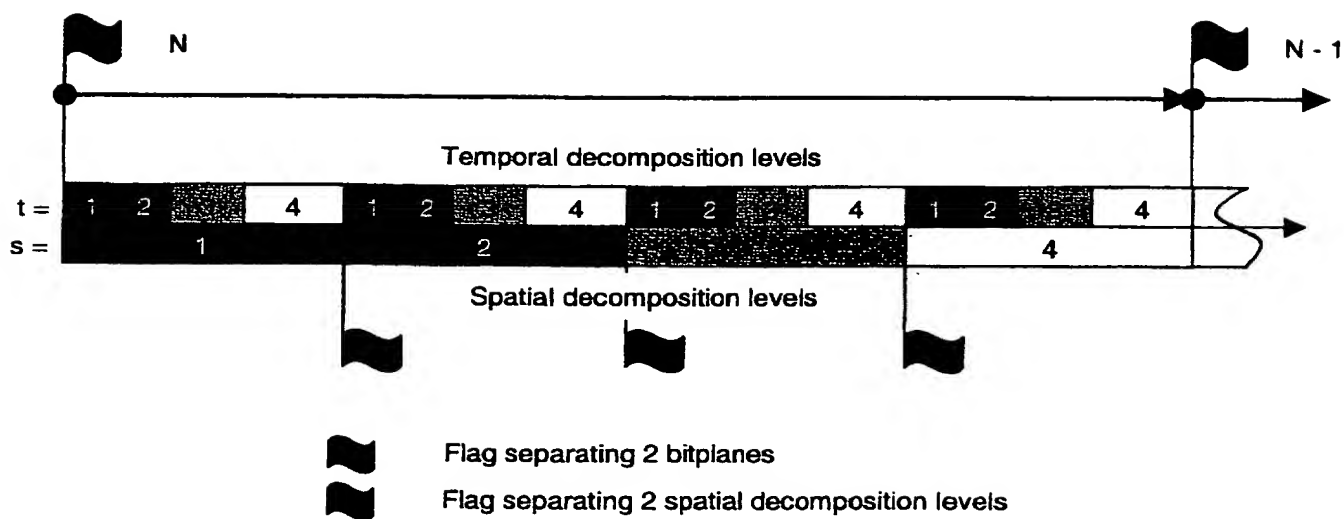 N
N - 1
Temporal decomposition levels
t = 1 2 4 1 2 4 1 2 4 1 2 4
s = 1 2 4
Spatial decomposition levels
Flag separating 2 bitplanes
Flag separating 2 spatial decomposition levels